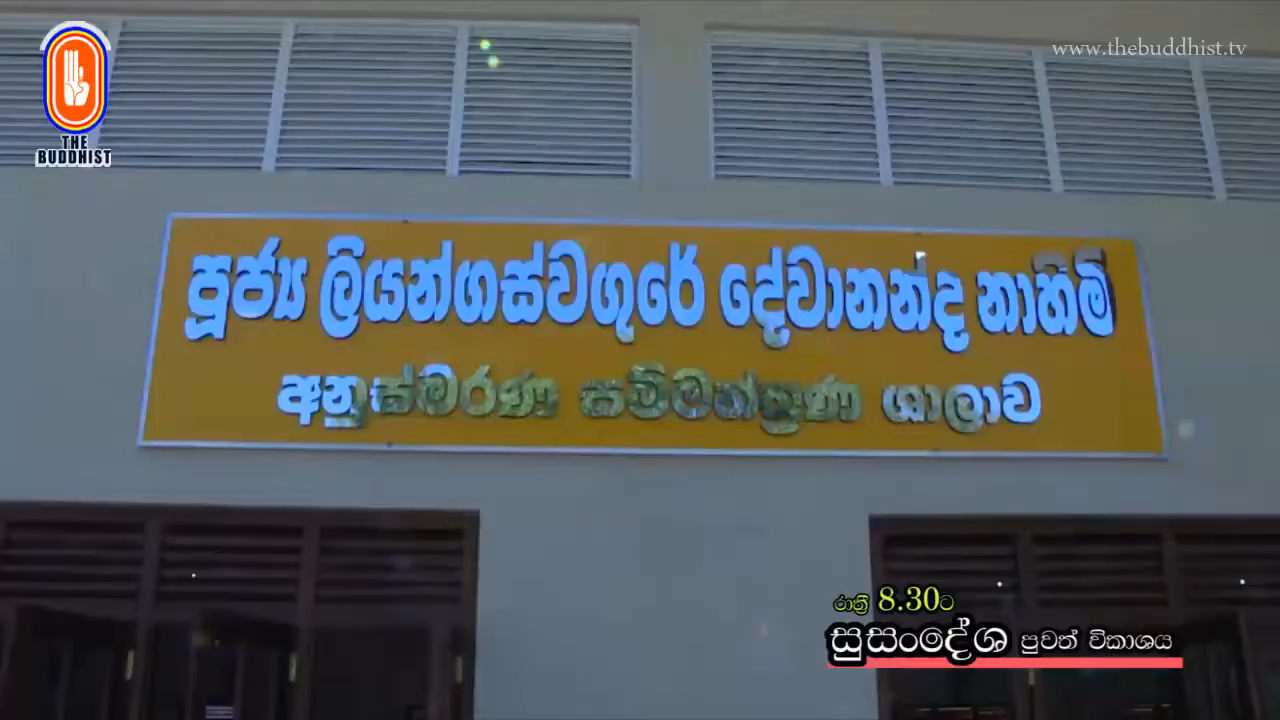 www.thebuddhist.tv
THE
BUDDHIST
පූජ්‍ය ලියන්ගස්වගුරේ දේවානන්ද නාහිමි
අනුස්මරණ සම්මන්ත්‍රණ ශාලාව
රාත්‍රී 8.30ට
සුසංදේශ පුවත් විකාශය